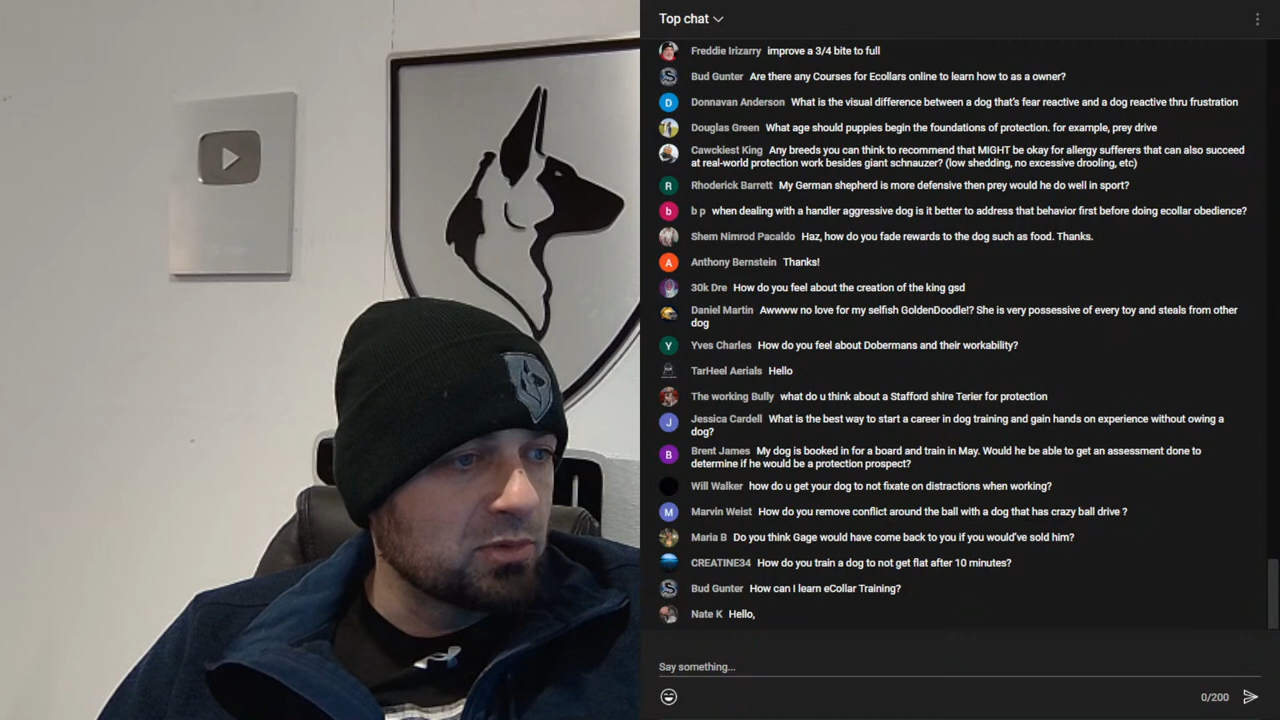 Top chat
Freddie Irizarry improve a 3/4 bite to full
Bud Gunter Are there any Courses for Ecollars online to learn how to as a owner?
D Donnavan Anderson What is the visual difference between a dog that's fear reactive and a dog reactive thru frustration
Douglas Green What age should puppies begin the foundations of protection. for example, prey drive
Cawckiest King Any breeds you can think to recommend that MIGHT be okay for allergy sufferers that can also succeed
at real-world protection work besides giant schnauzer? (low shedding, no excessive drooling, etc)
R Rhoderick Barrett My German shepherd is more defensive then prey would he do well in sport?
b b p when dealing with a handler aggressive dog is it better to address that behavior first before doing ecollar obedience?
Shem Nimrod Pacaldo Haz, how do you fade rewards to the dog such as food. Thanks.
A Anthony Bernstein Thanks!
30k Dre How do you feel about the creation of the king gsd
Daniel Martin Awwww no love for my selfish GoldenDoodle!? She is very possessive of every toy and steals from other
dog
Y Yves Charles How do you feel about Dobermans and their workability?
TarHeel Aerials Hello
The working Bully what do u think about a Stafford shire Terier for protection
J Jessica Cardell What is the best way to start a career in dog training and gain hands on experience without owing a
dog?
B Brent James My dog is booked in for a board and train in May. Would he be able to get an assessment done to
determine if he would be a protection prospect?
Will Walker how do u get your dog to not fixate on distractions when working?
M Marvin Weist How do you remove conflict around the ball with a dog that has crazy ball drive ?
Maria B Do you think Gage would have come back to you if you would've sold him?
CREATINE34 How do you train a dog to not get flat after 10 minutes?
Bud Gunter How can I learn eCollar Training?
Nate K Hello,
Say something...
0/200